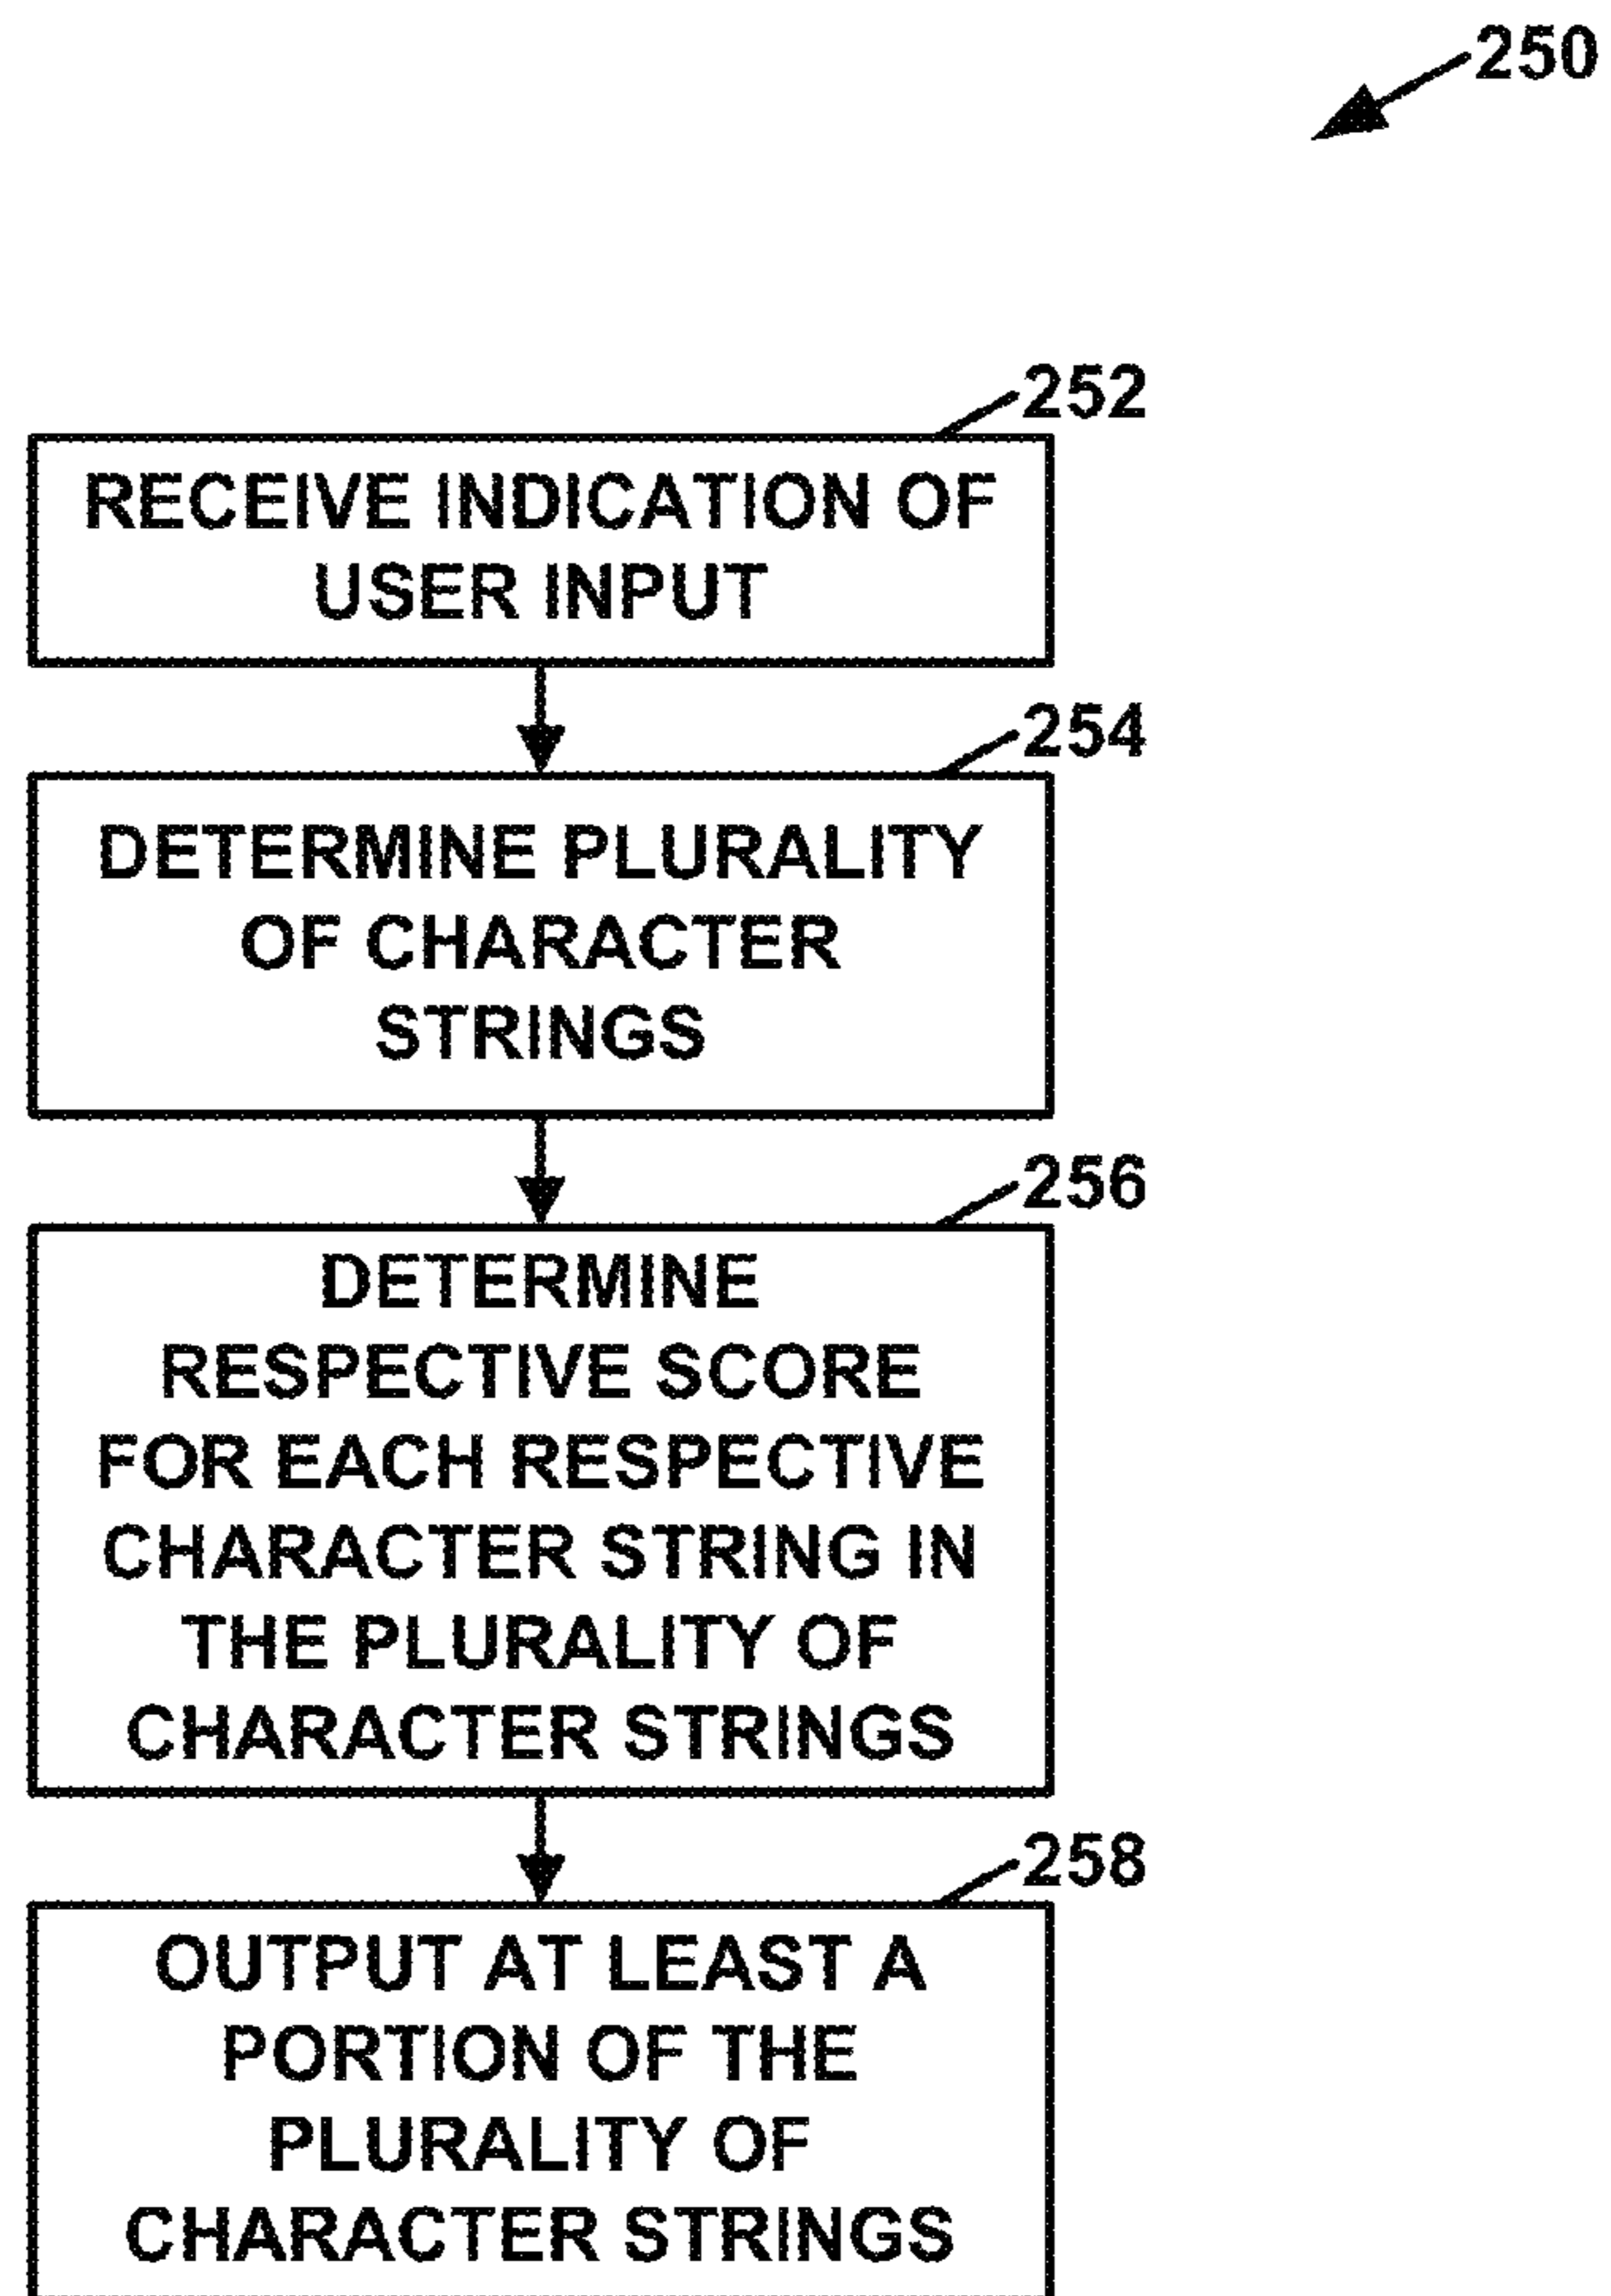 250
252
RECEIVE INDICATION OF
USER INPUT
254
DETERMINE PLURALITY
OF CHARACTER
STRINGS
256
DETERMINE
RESPECTIVE SCORE
FOR EACH RESPECTIVE
CHARACTER STRING IN
THE PLURALITY OF
CHARACTER STRINGS
258
OUTPUT AT LEAST A
PORTION OF THE
PLURALITY OF
CHARACTER STRINGS